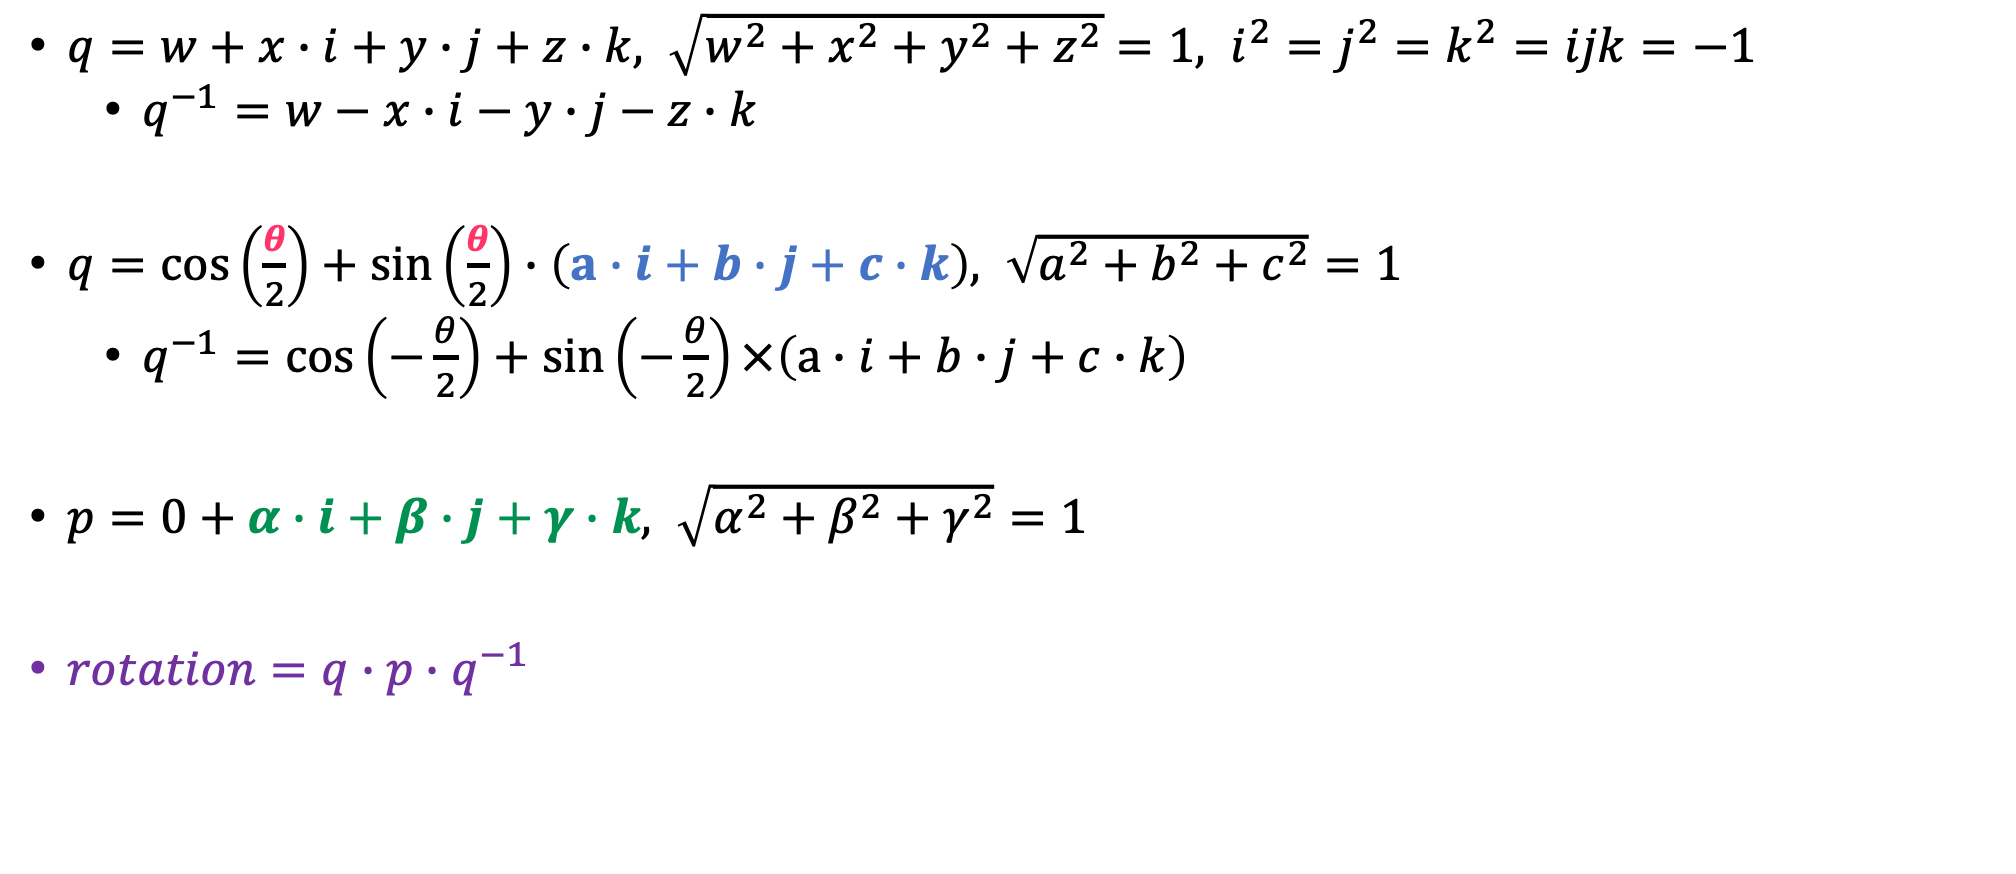 • q = w + x · i + y · j + z · k, √(w² + x² + y² + z²) = 1, i² = j² = k² = ijk = −1
• q⁻¹ = w − x · i − y · j − z · k
• q = cos(θ/2) + sin(θ/2) · (a · i + b · j + c · k), √(a² + b² + c²) = 1
• q⁻¹ = cos(−θ/2) + sin(−θ/2) ×(a · i + b · j + c · k)
• p = 0 + α · i + β · j + γ · k, √(α² + β² + γ²) = 1
• rotation = q · p · q⁻¹